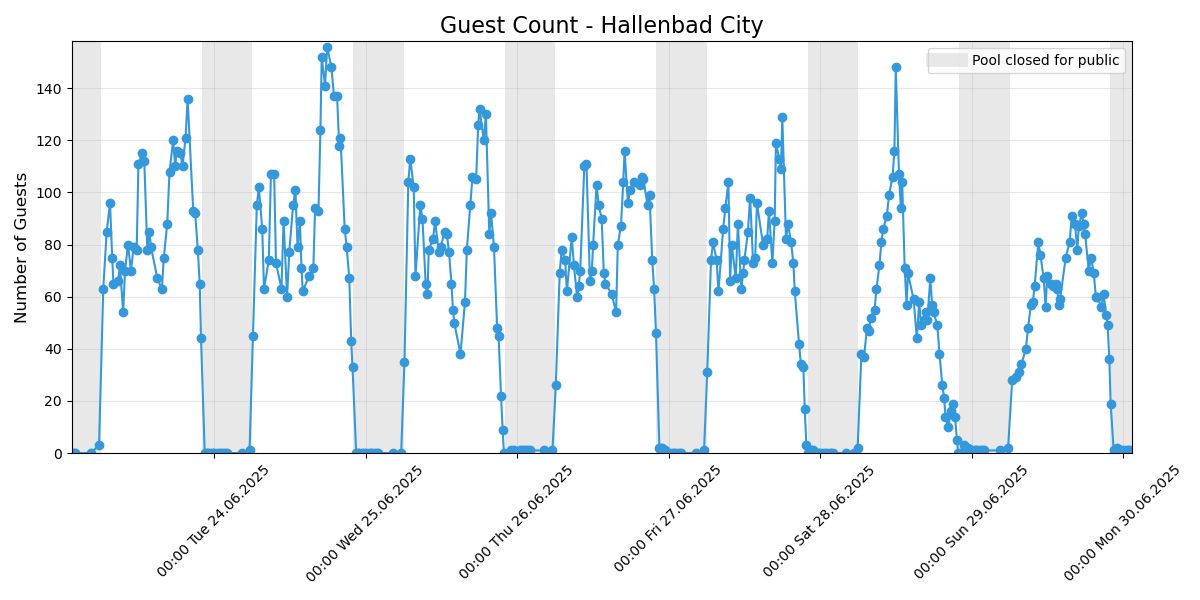 Guest Count - Hallenbad City
Pool closed for public
Number of Guests
140
120
100
80
60
40
20
0
00:00 Tue 24.06.2025
00:00 Wed 25.06.2025
00:00 Thu 26.06.2025
00:00 Fri 27.06.2025
00:00 Sat 28.06.2025
00:00 Sun 29.06.2025
00:00 Mon 30.06.2025